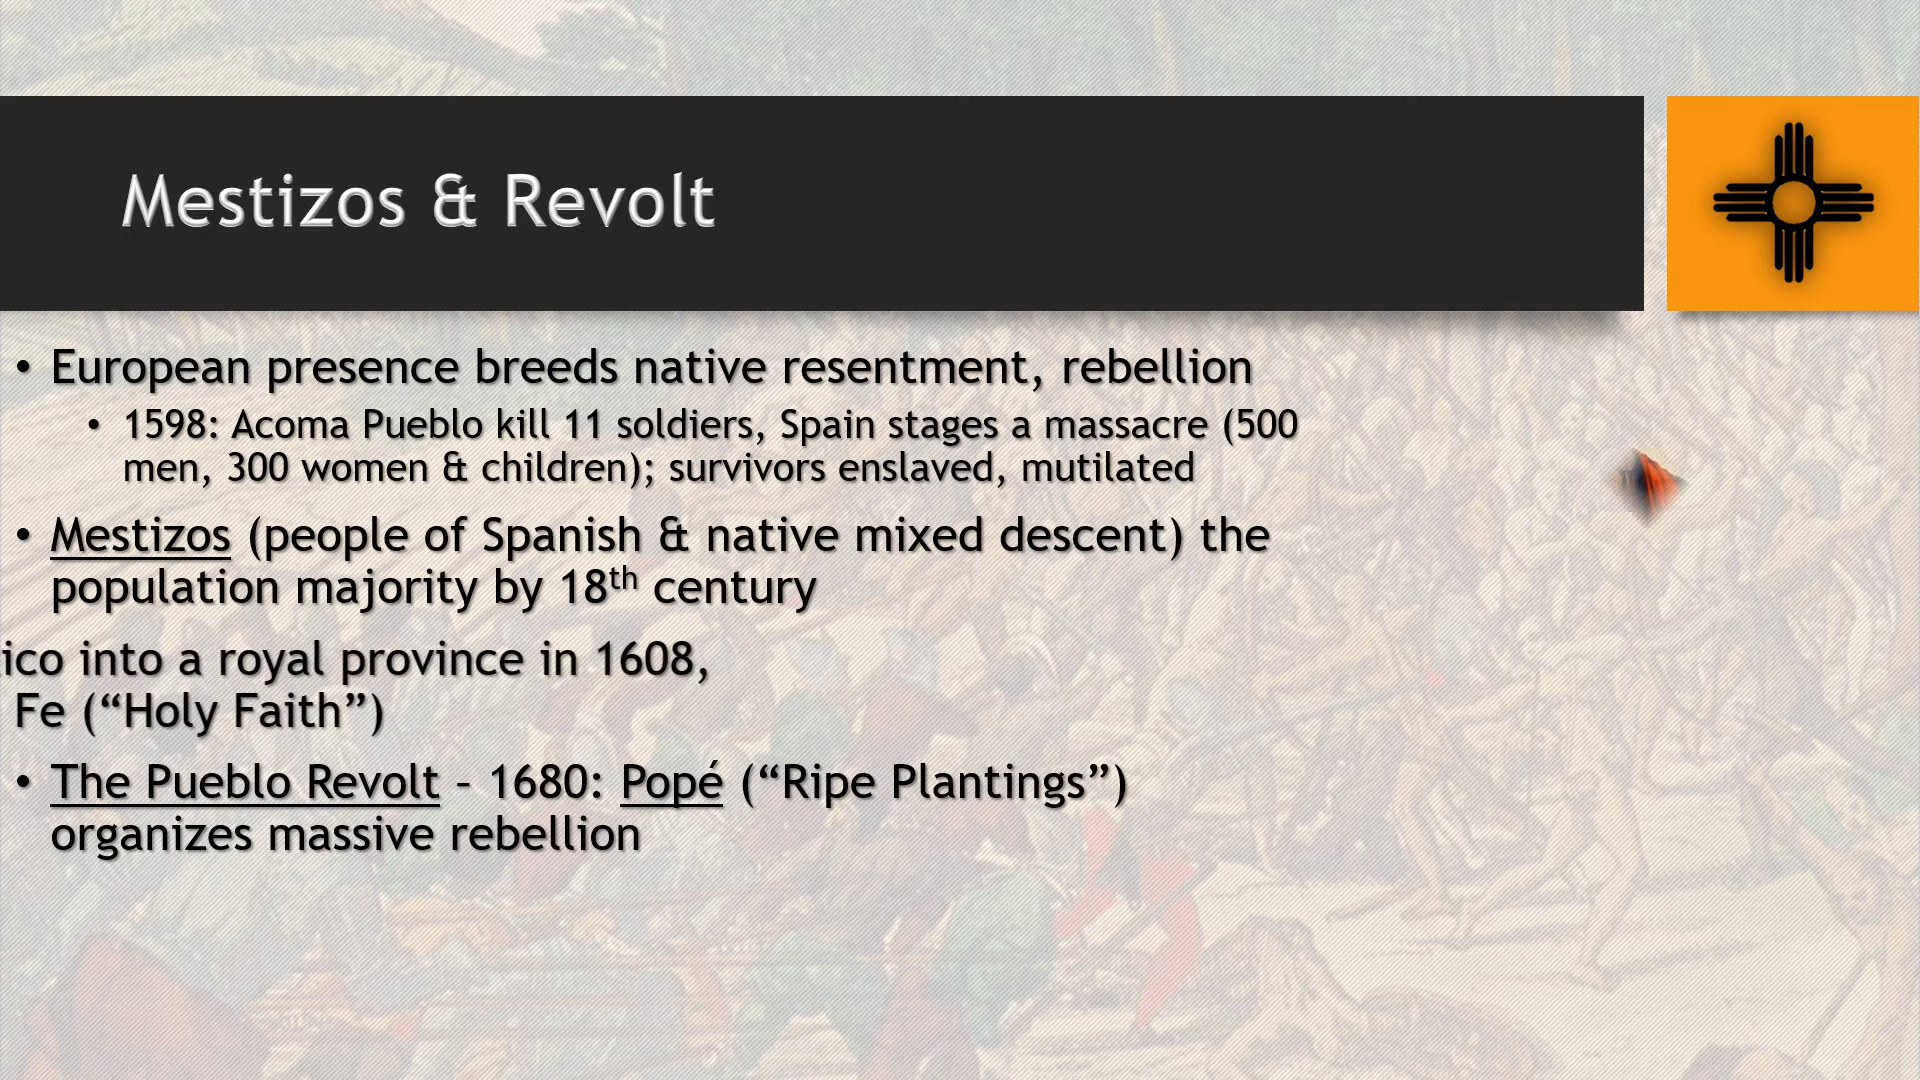 Mestizos & Revolt
• European presence breeds native resentment, rebellion
• 1598: Acoma Pueblo kill 11 soldiers, Spain stages a massacre (500
men, 300 women & children); survivors enslaved, mutilated
• Mestizos (people of Spanish & native mixed descent) the
population majority by 18th century
ico into a royal province in 1608,
Fe (“Holy Faith”)
• The Pueblo Revolt – 1680: Popé (“Ripe Plantings”)
organizes massive rebellion